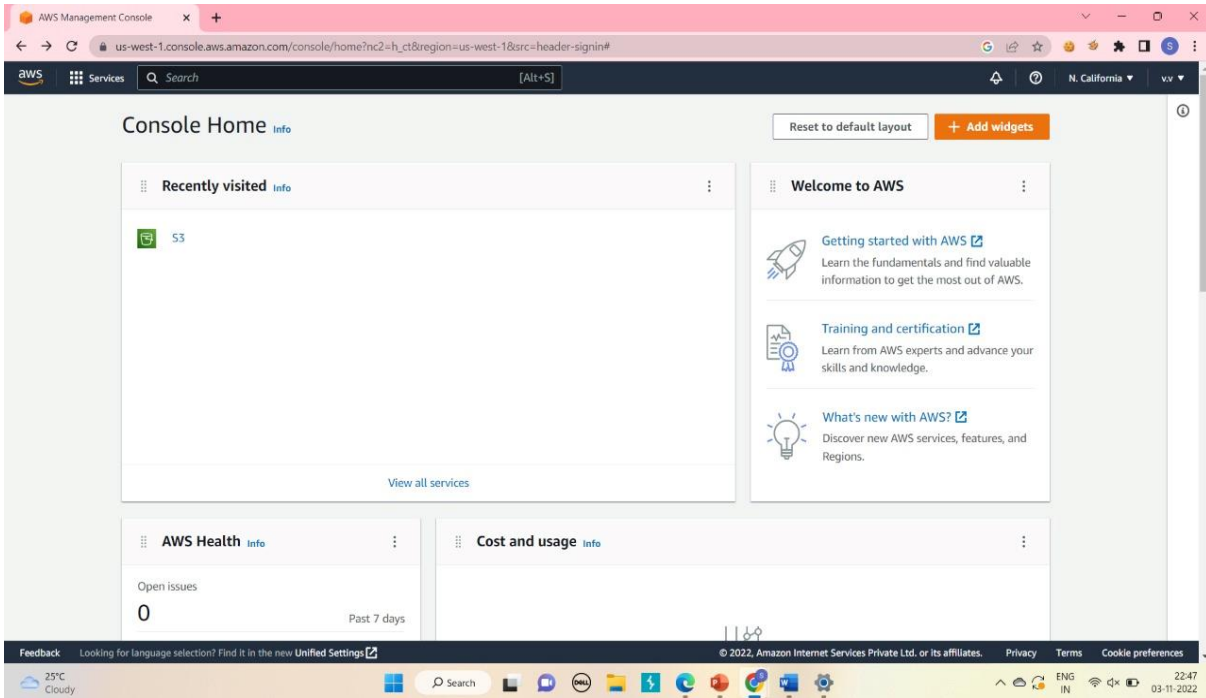 AWS Management Console
us-west-1.console.aws.amazon.com/console/home?nc2=h_ct&region=us-west-1&src=header-signin#
G S
aws Services Search [Alt+S] N. California v.v
Console Home Info
Reset to default layout + Add widgets
Recently visited Info
S3
View all services
Welcome to AWS
Getting started with AWS
Learn the fundamentals and find valuable
information to get the most out of AWS.
Training and certification
Learn from AWS experts and advance your
skills and knowledge.
What's new with AWS?
Discover new AWS services, features, and
Regions.
AWS Health Info
Open issues
0 Past 7 days
Cost and usage Info
Feedback Looking for language selection? Find it in the new Unified Settings © 2022, Amazon Internet Services Private Ltd. or its affiliates. Privacy Terms Cookie preferences
25°C
Cloudy
Search
DELL
ENG
IN
22:47
03-11-2022